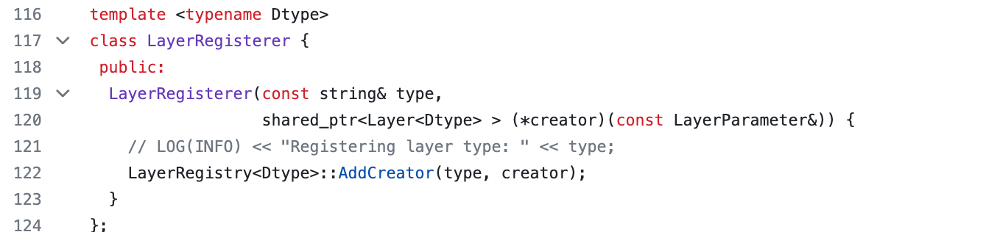 116 template <typename Dtype>
117 class LayerRegisterer {
118  public:
119   LayerRegisterer(const string& type,
120                   shared_ptr<Layer<Dtype> > (*creator)(const LayerParameter&)) {
121     // LOG(INFO) << "Registering layer type: " << type;
122     LayerRegistry<Dtype>::AddCreator(type, creator);
123   }
124 };